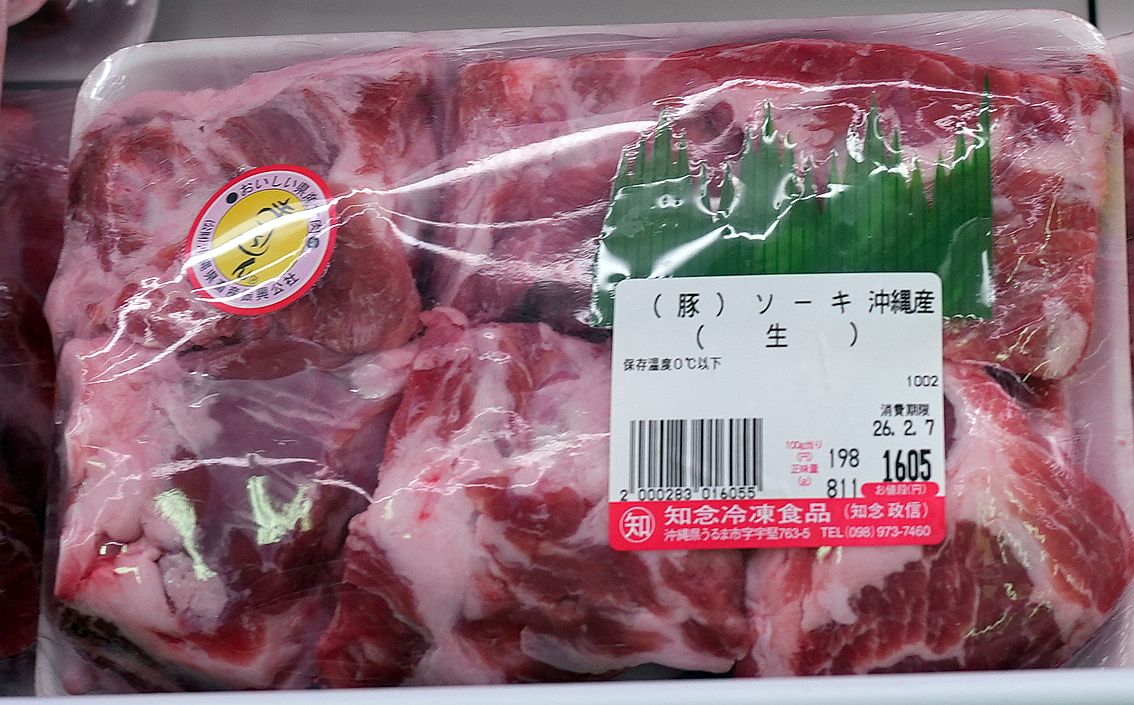 ●おいしい県産
（ 豚 ） ソ ー キ 沖縄産
（ 生 ）
保存温度0℃以下
1002
消費期限
26. 2. 7
100g当り
(円)
198
1605
正味量
(g)
811
お値段(円)
2 000283 016055
知
知念冷凍食品 （知念 政信）
沖縄県うるま市字宇堅763-5 TEL (098) 973-7460